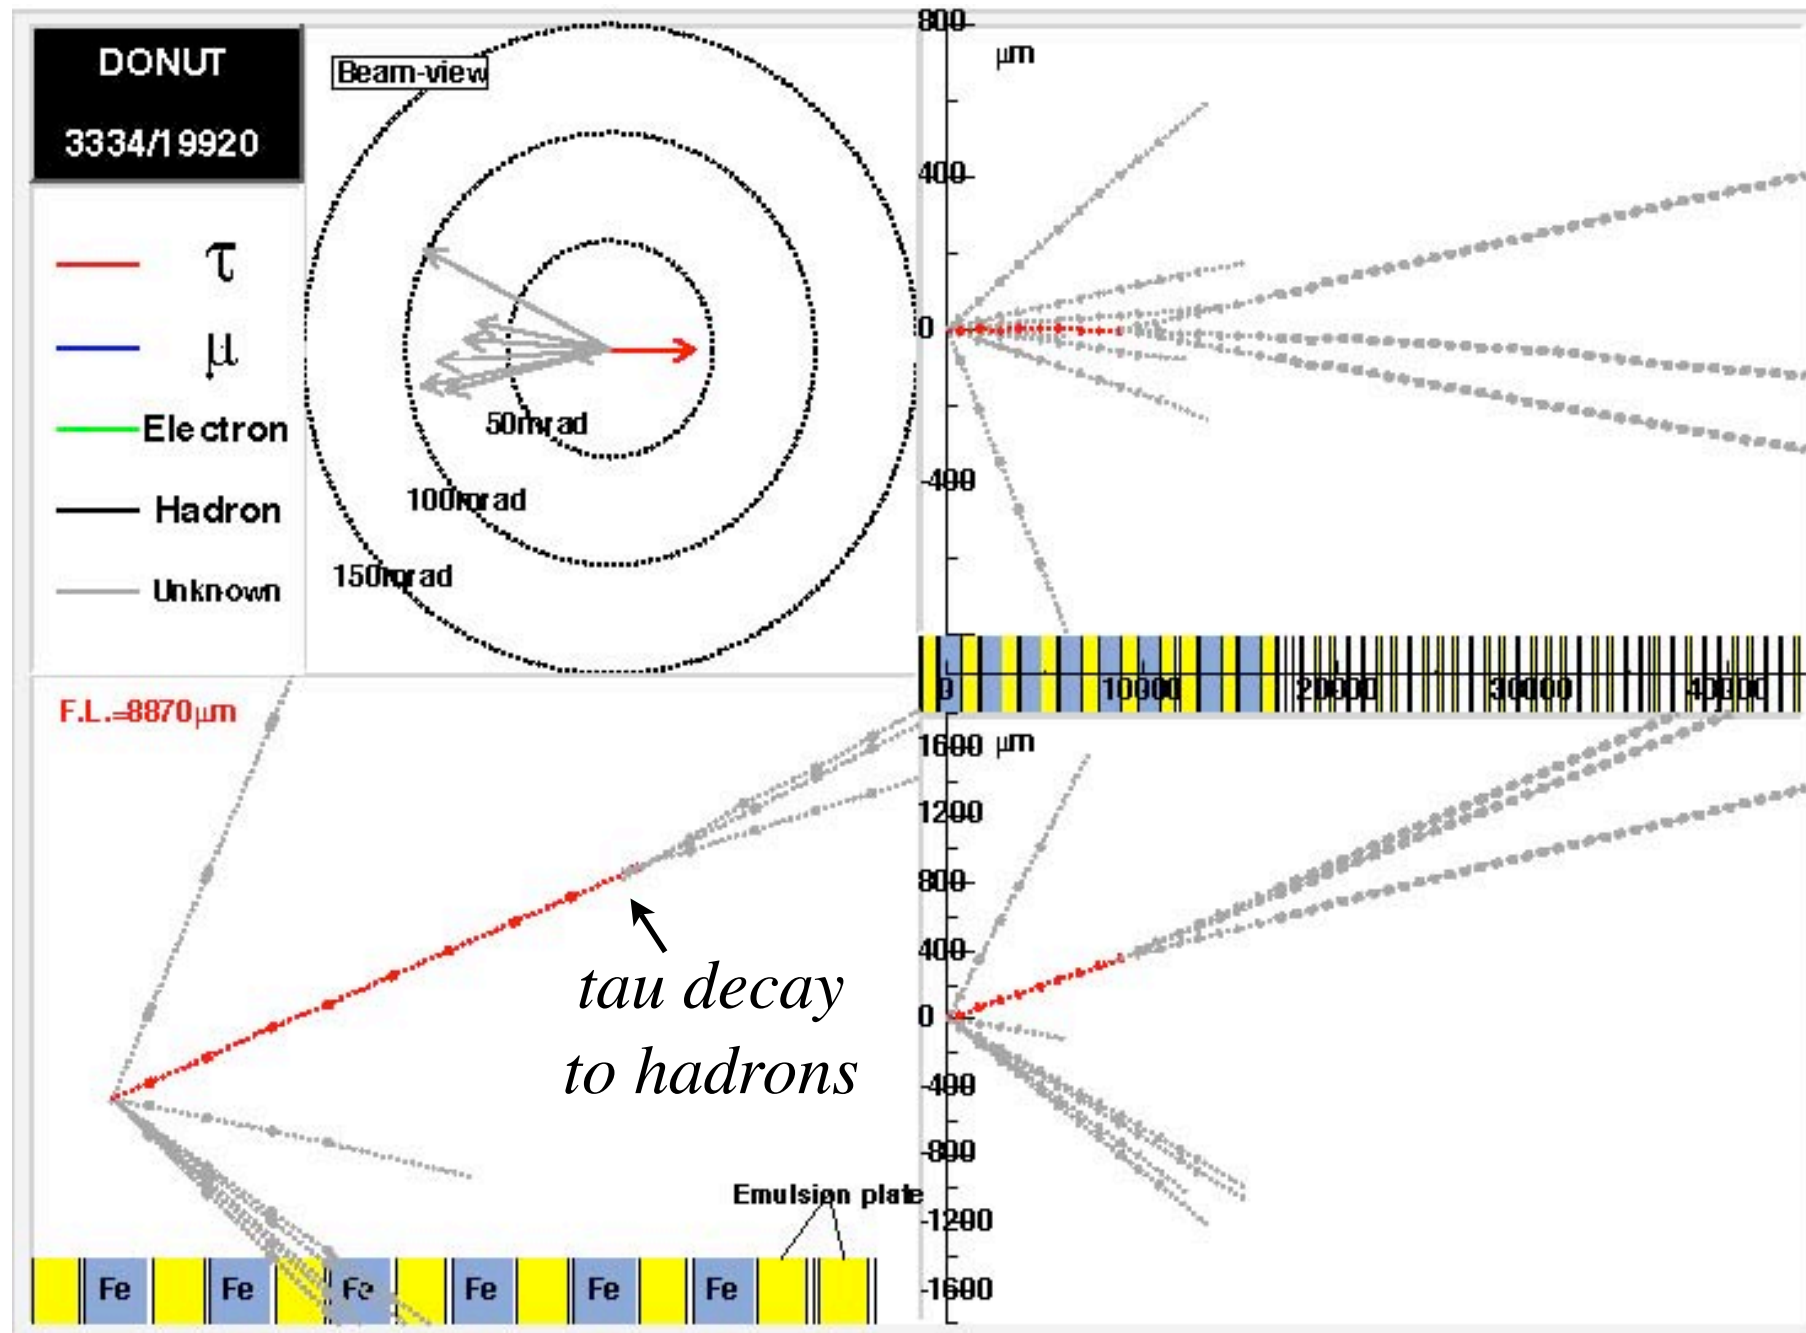 DONUT
3334/19920
τ
μ
Electron
Hadron
Unknown
Beam-view
50mrad
100mrad
150mrad
800
μm
400
0
-400
0
10000
20000
30000
40000
F.L.=8870μm
tau decay
to hadrons
Emulsion plate
Fe
Fe
Fe
Fe
Fe
Fe
1600
μm
1200
800
400
0
-400
-800
-1200
-1600